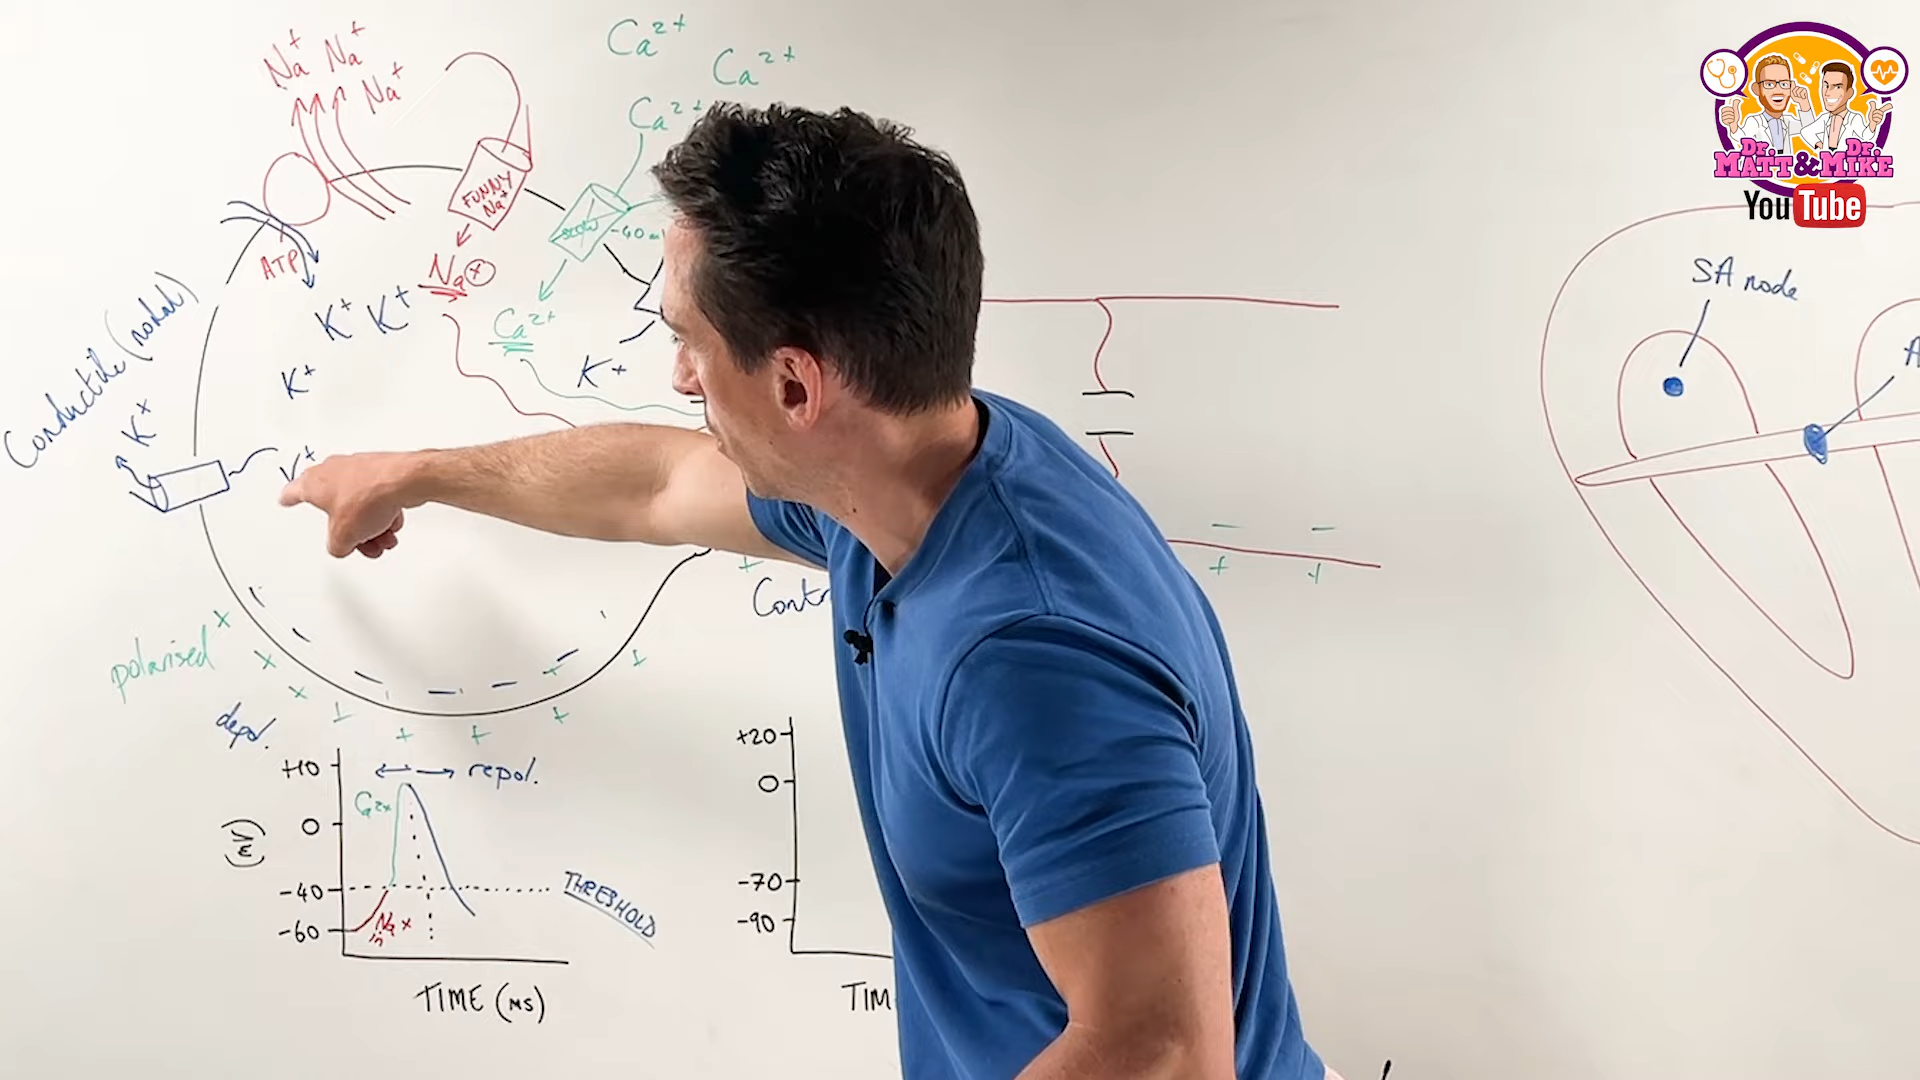 Na+ Na+
Na+
Ca2+
Ca2+
Ca2+
FUNNY
Na+
SLOW
-40
ATP
K+ K+
Na+
Ca2+
K+
K+
K+
K+
Conductile (nodal)
polarised
depol.
+10
0
-40
-60
(mV)
repol.
Ca2+
Na+
in
THRESHOLD
TIME (ms)
Contr
+20
0
-70
-90
TIM
SA node
A
Dr. Dr.
MATT & MIKE
YouTube